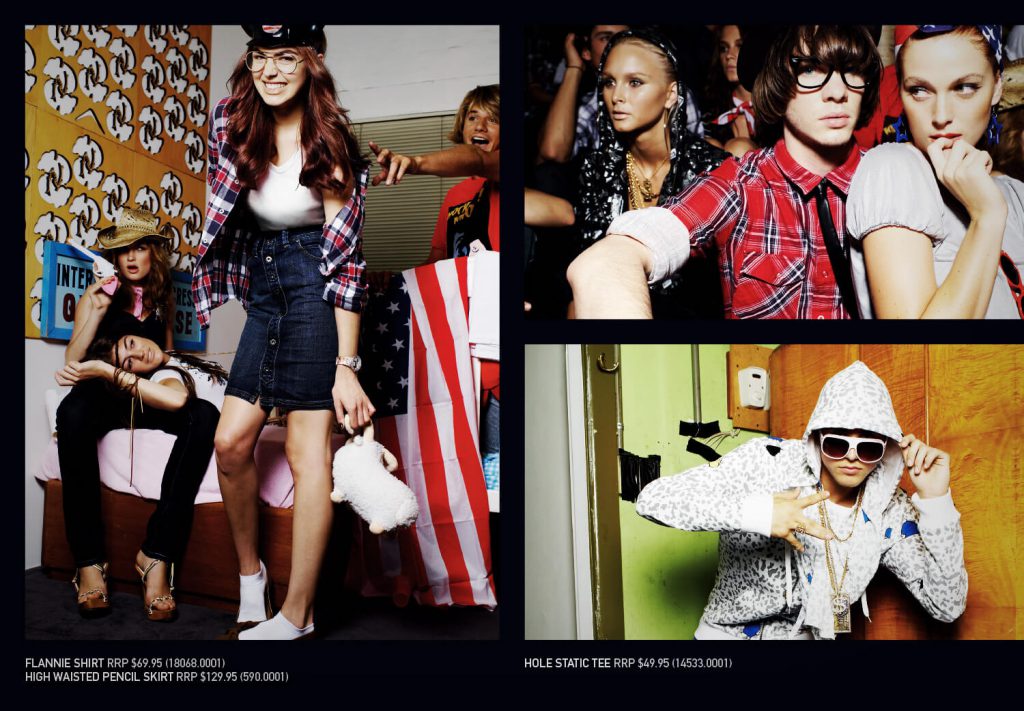 INTER
O
RESS
SE
FLANNIE SHIRT RRP $69.95 (18068.0001)
HIGH WAISTED PENCIL SKIRT RRP $129.95 (590.0001)
HOLE STATIC TEE RRP $49.95 (14533.0001)